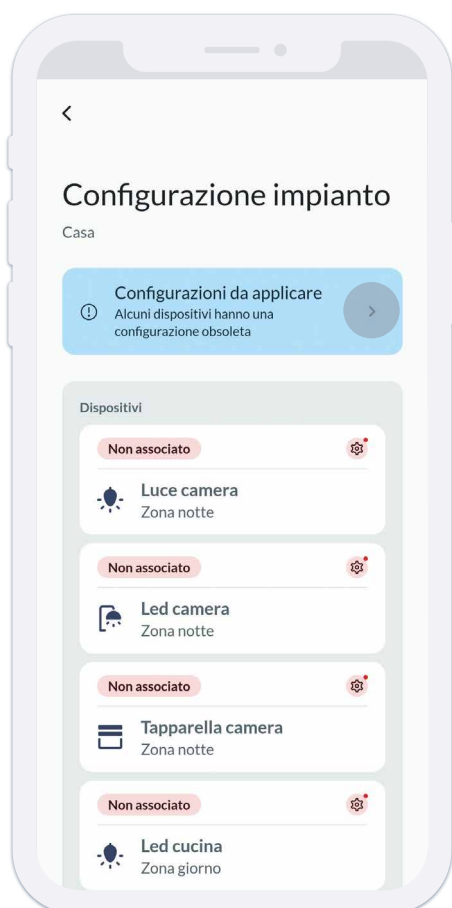 Configurazione impianto
Casa
Configurazioni da applicare
Alcuni dispositivi hanno una
configurazione obsoleta
Dispositivi
Non associato
Luce camera
Zona notte
Non associato
Led camera
Zona notte
Non associato
Tapparella camera
Zona notte
Non associato
Led cucina
Zona giorno